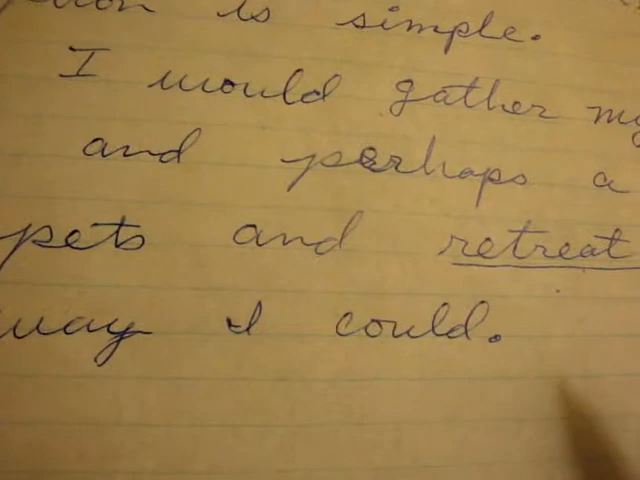 is simple.
I would gather my
and perhaps a
pets and retreat
way I could.